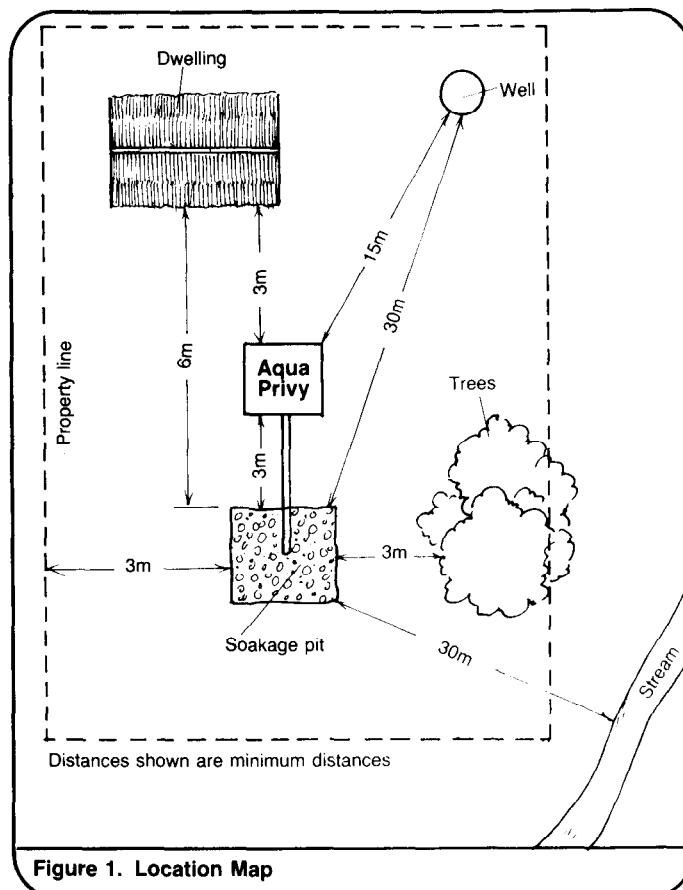 Dwelling
Well
15m
30m
3m
6m
Property line
Aqua
Privy
Trees
3m
3m
3m
Soakage pit
30m
Stream
Distances shown are minimum distances
Figure 1. Location Map